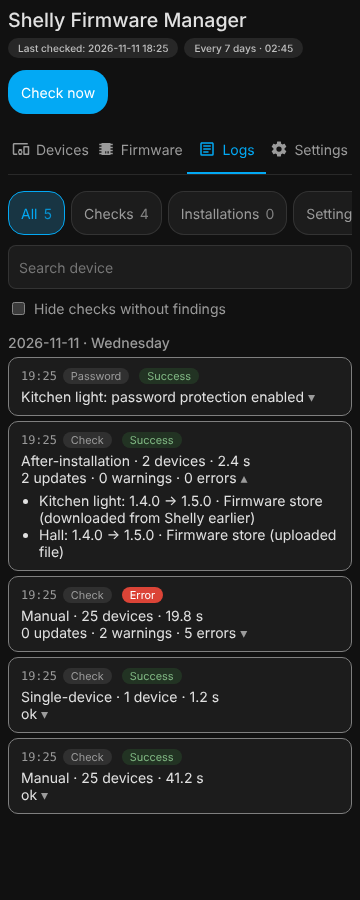 Shelly Firmware Manager
Last checked: 2026-11-11 18:25
Every 7 days · 02:45
Check now
Devices
Firmware
Logs
Settings
All 5
Checks 4
Installations 0
Setting
Search device
Hide checks without findings
2026-11-11 · Wednesday
19:25 Password Success
Kitchen light: password protection enabled ▾
19:25 Check Success
After-installation · 2 devices · 2.4 s
2 updates · 0 warnings · 0 errors ▴
• Kitchen light: 1.4.0 → 1.5.0 · Firmware store
(downloaded from Shelly earlier)
• Hall: 1.4.0 → 1.5.0 · Firmware store (uploaded
file)
19:25 Check Error
Manual · 25 devices · 19.8 s
0 updates · 2 warnings · 5 errors ▾
19:25 Check Success
Single-device · 1 device · 1.2 s
ok ▾
19:25 Check Success
Manual · 25 devices · 41.2 s
ok ▾